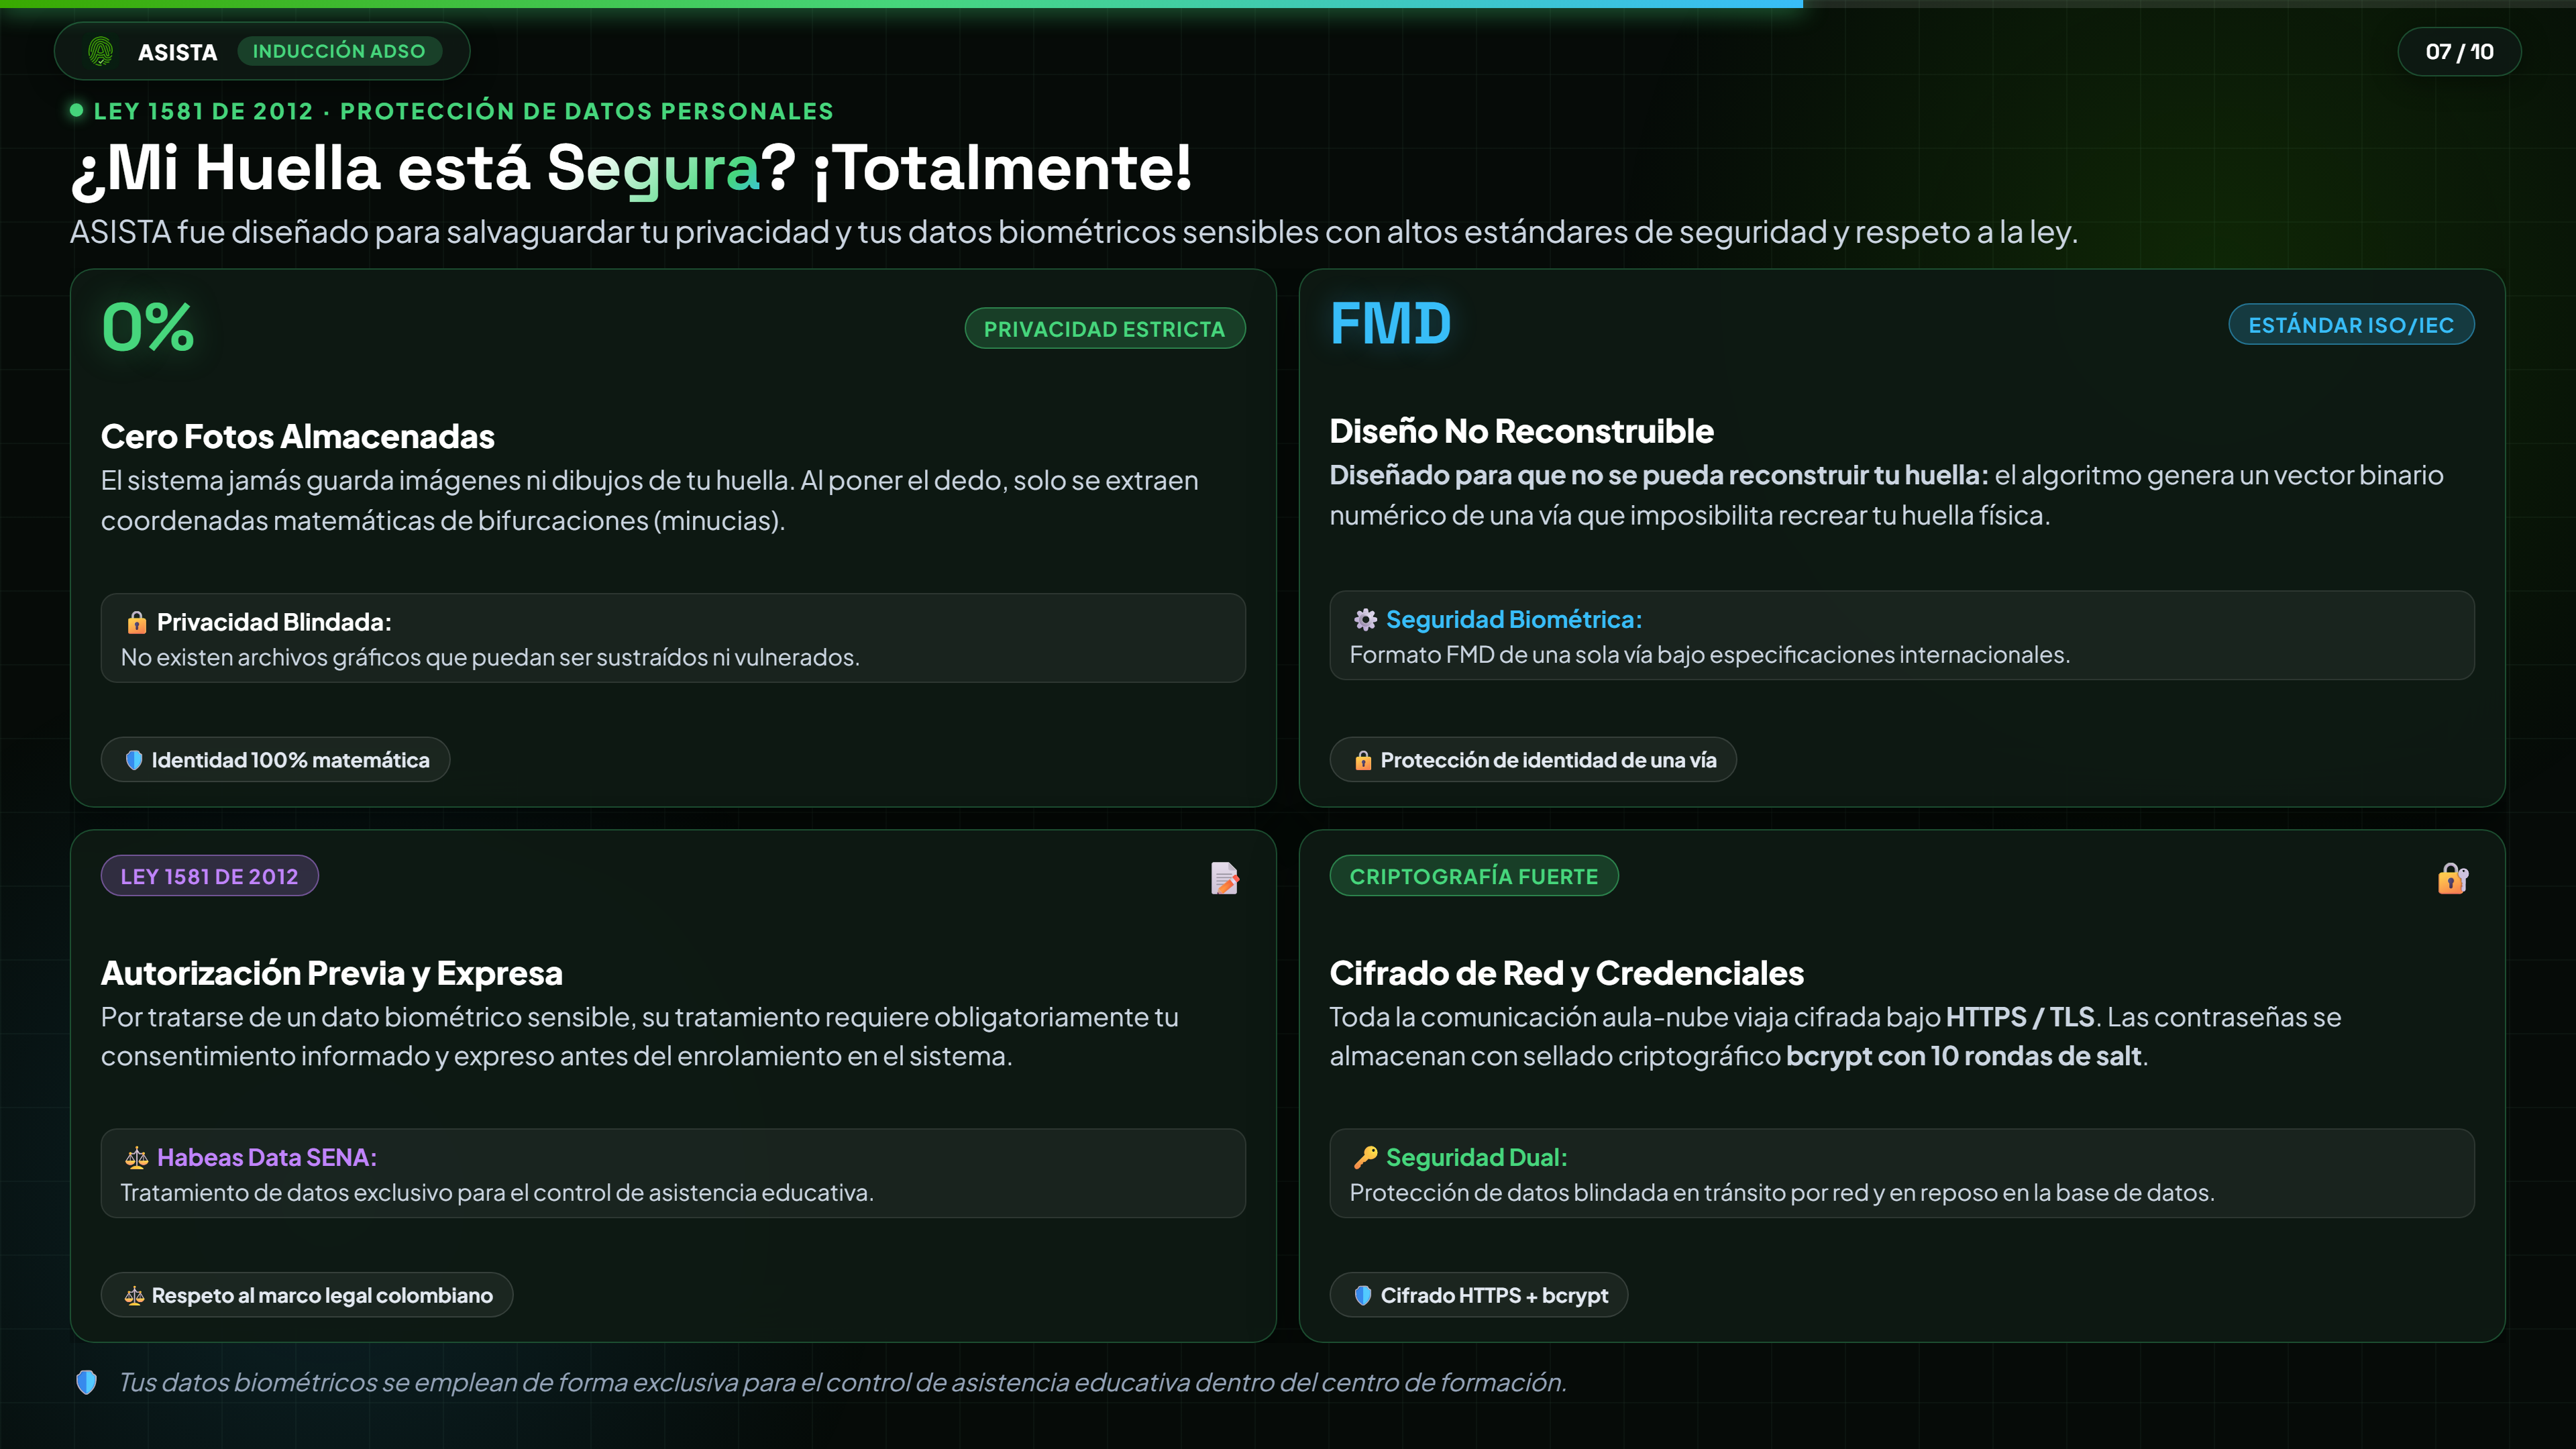 ASISTA INDUCCIÓN ADSO
07 / 10
LEY 1581 DE 2012 · PROTECCIÓN DE DATOS PERSONALES
¿Mi Huella está Segura? ¡Totalmente!
ASISTA fue diseñado para salvaguardar tu privacidad y tus datos biométricos sensibles con altos estándares de seguridad y respeto a la ley.
0%
PRIVACIDAD ESTRICTA
Cero Fotos Almacenadas
El sistema jamás guarda imágenes ni dibujos de tu huella. Al poner el dedo, solo se extraen
coordenadas matemáticas de bifurcaciones (minucias).
Privacidad Blindada:
No existen archivos gráficos que puedan ser sustraídos ni vulnerados.
Identidad 100% matemática
FMD
ESTÁNDAR ISO/IEC
Diseño No Reconstruible
Diseñado para que no se pueda reconstruir tu huella: el algoritmo genera un vector binario
numérico de una vía que imposibilita recrear tu huella física.
Seguridad Biométrica:
Formato FMD de una sola vía bajo especificaciones internacionales.
Protección de identidad de una vía
LEY 1581 DE 2012
Autorización Previa y Expresa
Por tratarse de un dato biométrico sensible, su tratamiento requiere obligatoriamente tu
consentimiento informado y expreso antes del enrolamiento en el sistema.
Habeas Data SENA:
Tratamiento de datos exclusivo para el control de asistencia educativa.
Respeto al marco legal colombiano
CRIPTOGRAFÍA FUERTE
Cifrado de Red y Credenciales
Toda la comunicación aula-nube viaja cifrada bajo HTTPS / TLS. Las contraseñas se
almacenan con sellado criptográfico bcrypt con 10 rondas de salt.
Seguridad Dual:
Protección de datos blindada en tránsito por red y en reposo en la base de datos.
Cifrado HTTPS + bcrypt
Tus datos biométricos se emplean de forma exclusiva para el control de asistencia educativa dentro del centro de formación.